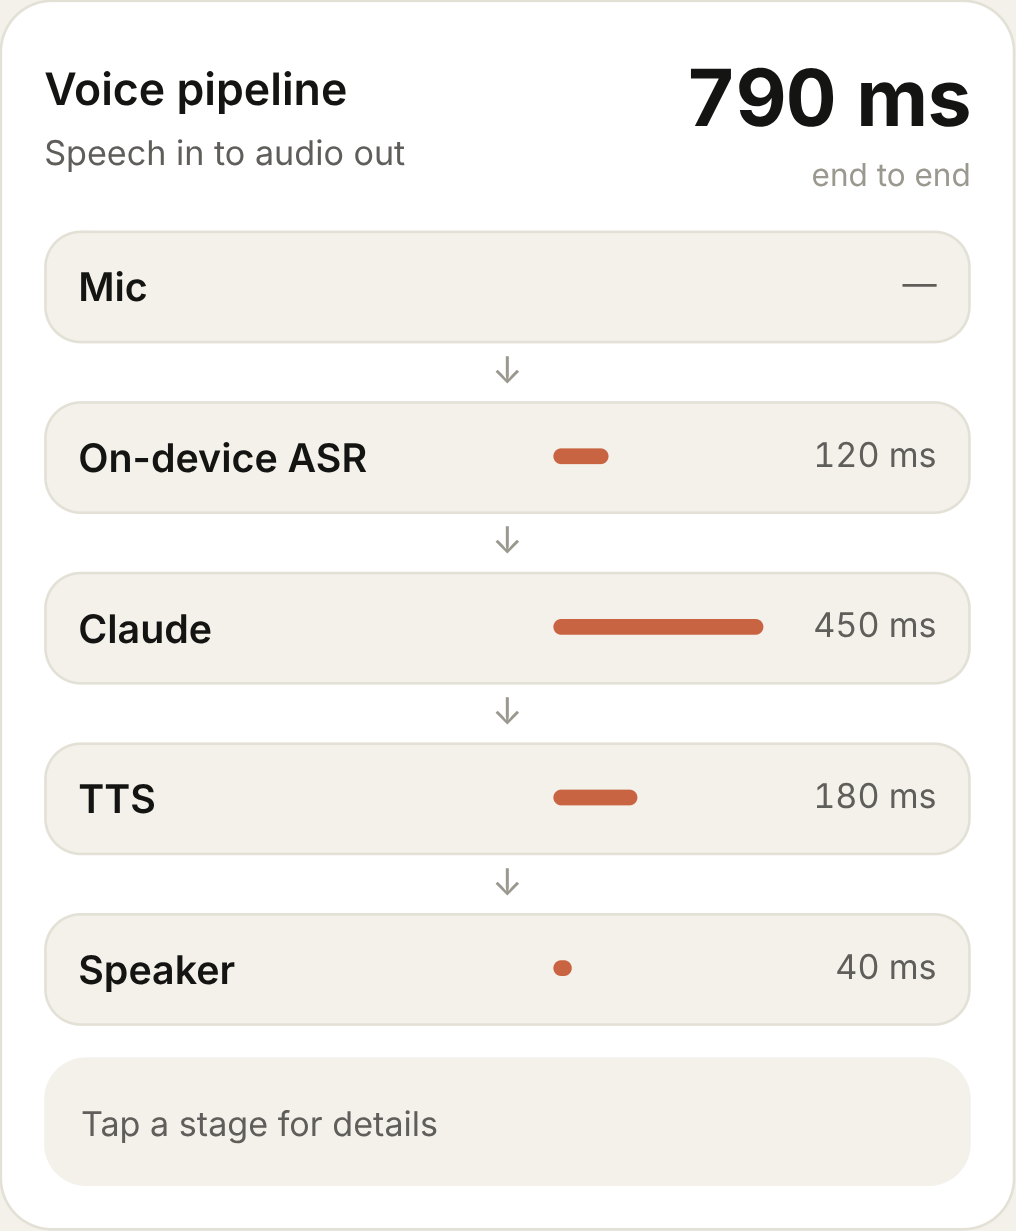 Voice pipeline
790 ms
Speech in to audio out
end to end
Mic
—
On-device ASR
120 ms
Claude
450 ms
TTS
180 ms
Speaker
40 ms
Tap a stage for details